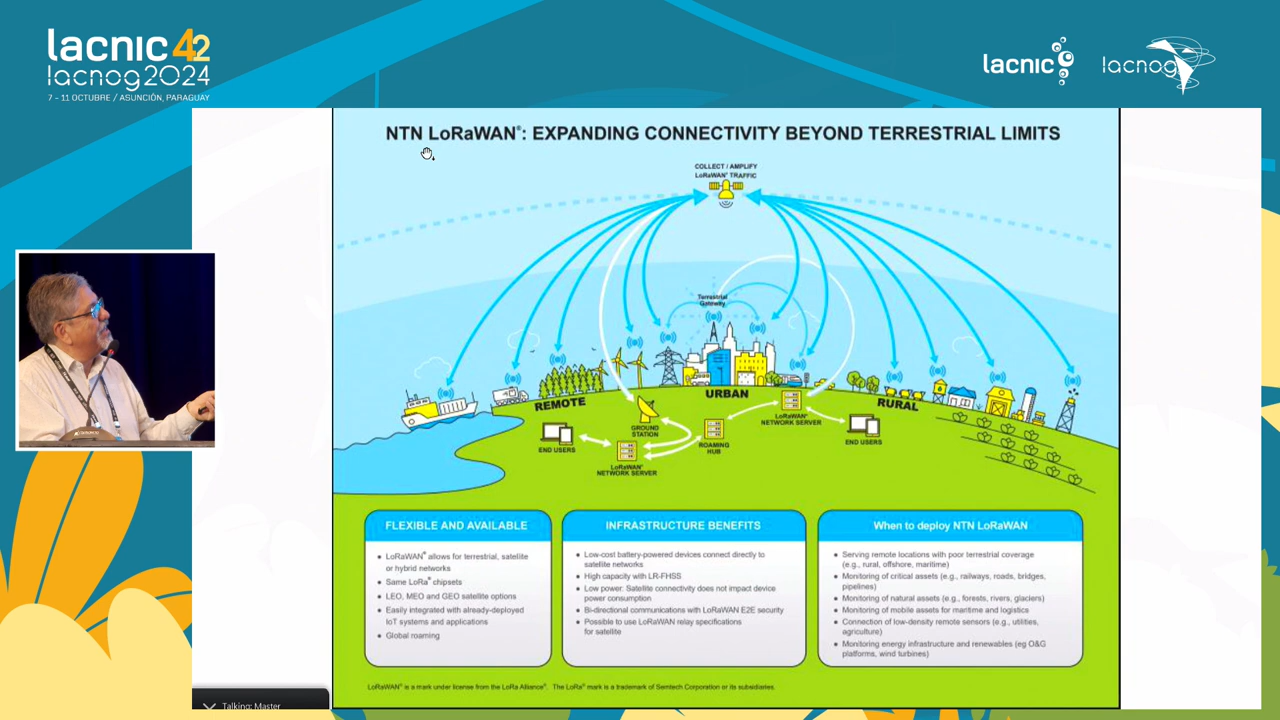 lacnic 42
lacnog2024
7 - 11 OCTUBRE / ASUNCIÓN, PARAGUAY
lacnic
lacnog
NTN LoRaWAN®: EXPANDING CONNECTIVITY BEYOND TERRESTRIAL LIMITS
COLLECT / AMPLIFY
LoRaWAN® TRAFFIC
Terrestrial
Gateway
REMOTE
URBAN
RURAL
GROUND
STATION
END USERS
LoRaWAN®
NETWORK SERVER
ROAMING
HUB
LoRaWAN®
NETWORK SERVER
END USERS
FLEXIBLE AND AVAILABLE
• LoRaWAN® allows for terrestrial, satellite
or hybrid networks
• Same LoRa® chipsets
• LEO, MEO and GEO satellite options
• Easily integrated with already-deployed
IoT systems and applications
• Global roaming
INFRASTRUCTURE BENEFITS
• Low-cost battery-powered devices connect directly to
satellite networks
• High capacity with LR-FHSS
• Low power: Satellite connectivity does not impact device
power consumption
• Bi-directional communications with LoRaWAN E2E security
• Possible to use LoRaWAN relay specifications
for satellite
When to deploy NTN LoRaWAN
• Serving remote locations with poor terrestrial coverage
(e.g., rural, offshore, maritime)
• Monitoring of critical assets (e.g., railways, roads, bridges,
pipelines)
• Monitoring of natural assets (e.g., forests, rivers, glaciers)
• Monitoring of mobile assets for maritime and logistics
• Connection of low-density remote sensors (e.g., utilities,
agriculture)
• Monitoring energy infrastructure and renewables (eg O&G
platforms, wind turbines)
LoRaWAN® is a mark under license from the LoRa Alliance®. The LoRa® mark is a trademark of Semtech Corporation or its subsidiaries.
Talking: Master